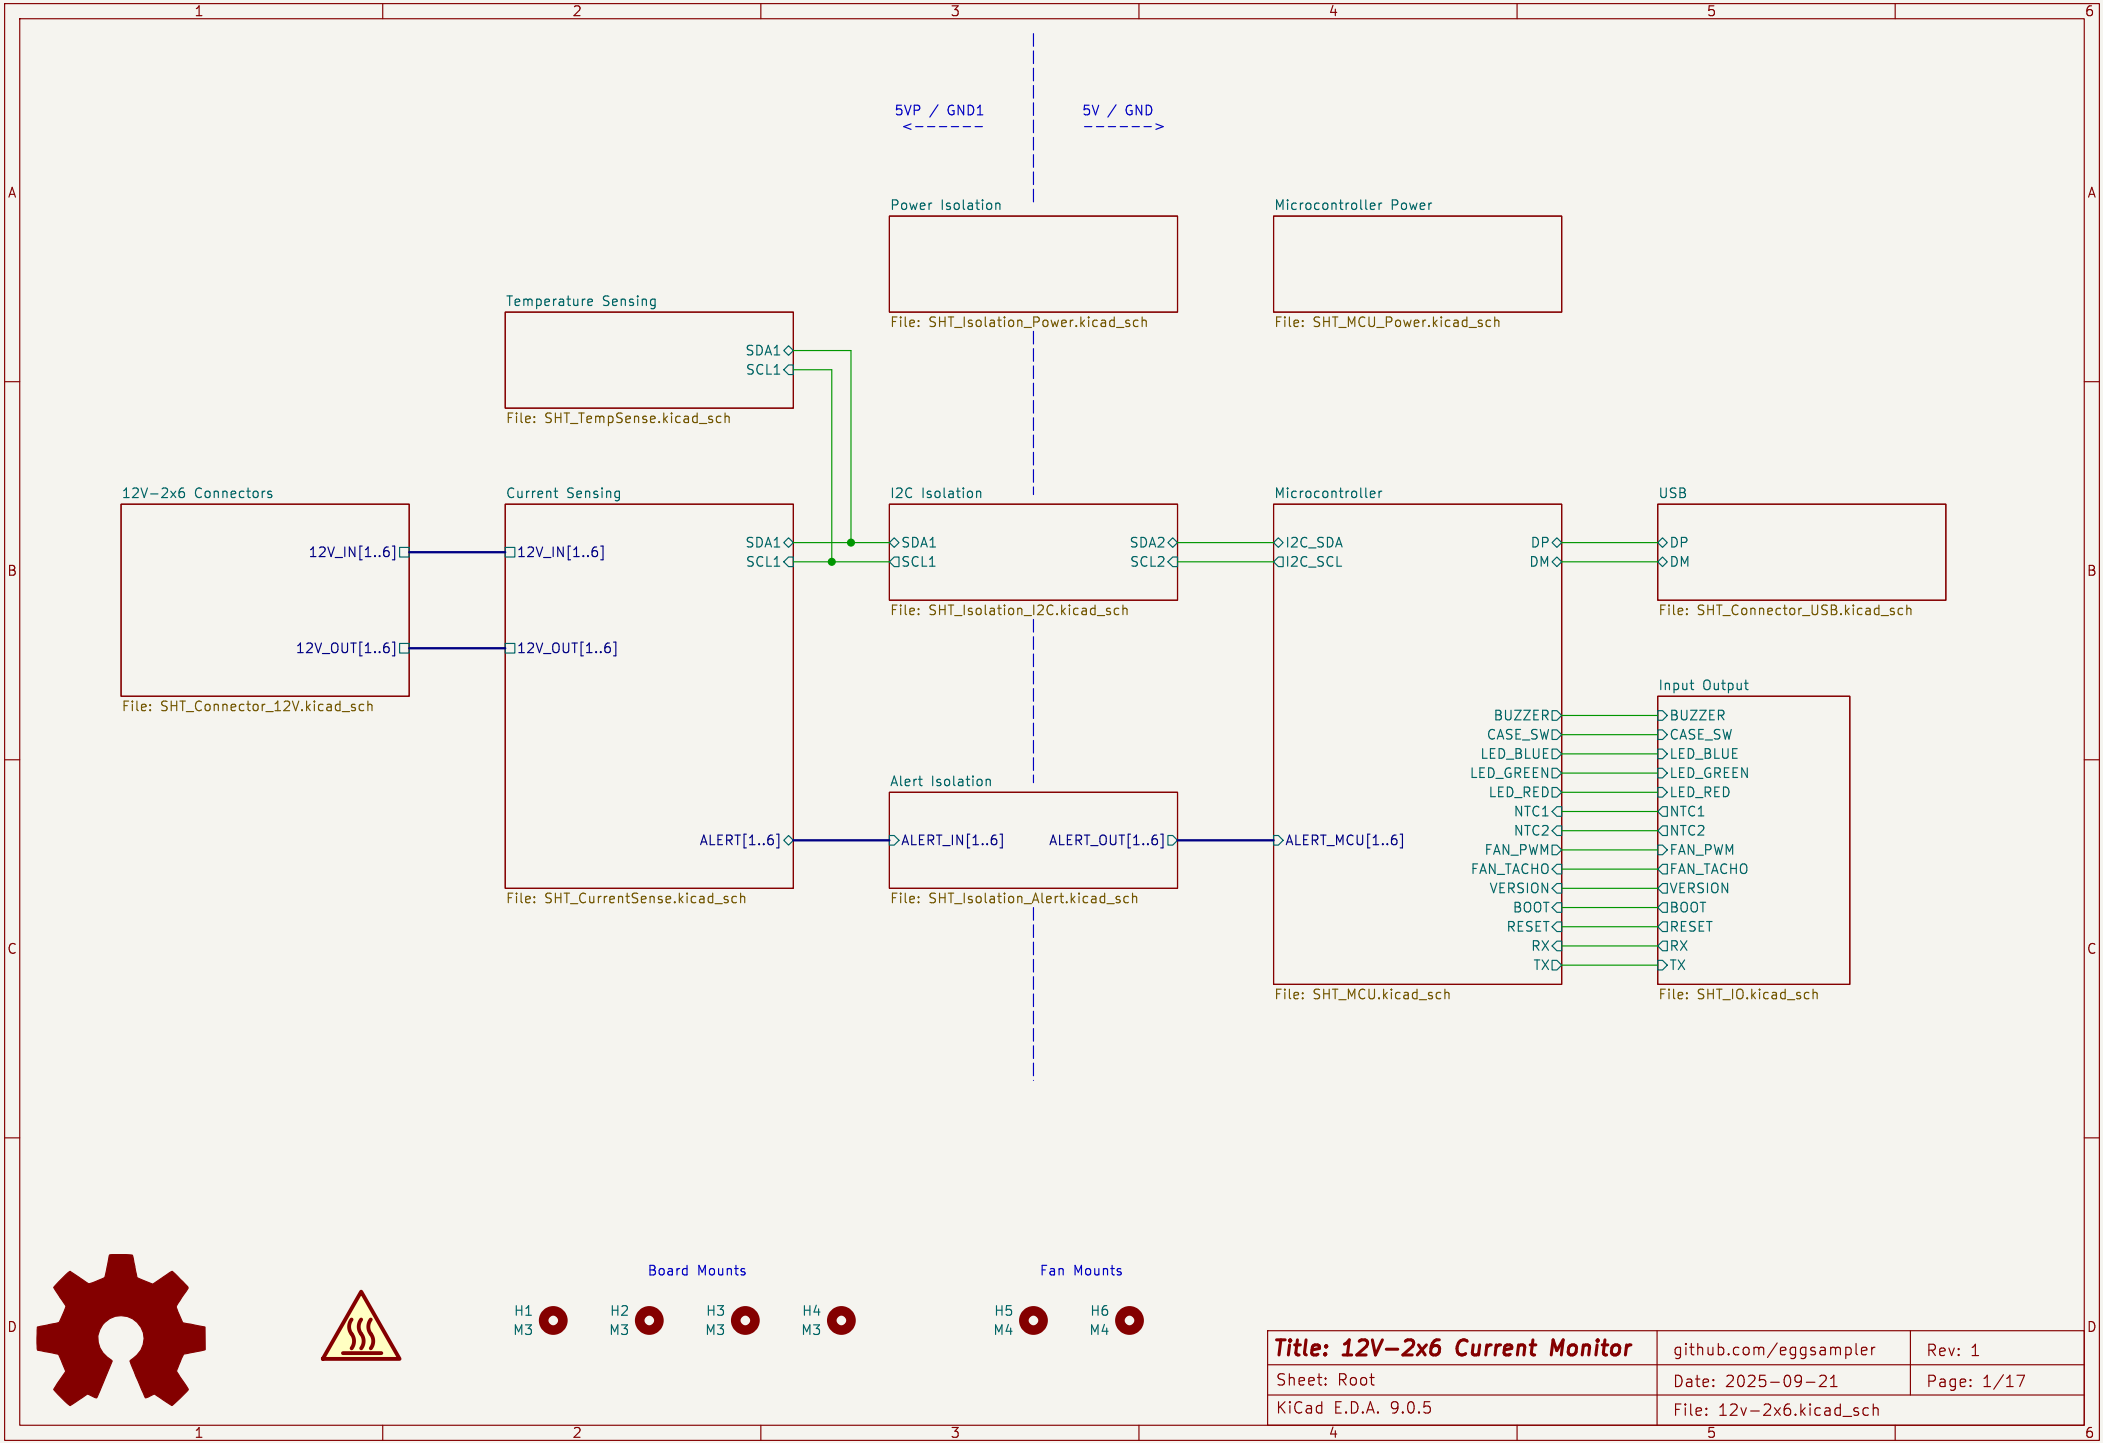 1 2 3 4 5 6
5VP / GND1
<------
5V / GND
------>
A A
Power Isolation
File: SHT_Isolation_Power.kicad_sch
Microcontroller Power
File: SHT_MCU_Power.kicad_sch
Temperature Sensing
SDA1
SCL1
File: SHT_TempSense.kicad_sch
12V-2x6 Connectors
12V_IN[1..6]
12V_OUT[1..6]
File: SHT_Connector_12V.kicad_sch
Current Sensing
12V_IN[1..6]
12V_OUT[1..6]
SDA1
SCL1
ALERT[1..6]
File: SHT_CurrentSense.kicad_sch
I2C Isolation
SDA1
SCL1
SDA2
SCL2
File: SHT_Isolation_I2C.kicad_sch
Alert Isolation
ALERT_IN[1..6]
ALERT_OUT[1..6]
File: SHT_Isolation_Alert.kicad_sch
Microcontroller
I2C_SDA
I2C_SCL
ALERT_MCU[1..6]
DP
DM
BUZZER
CASE_SW
LED_BLUE
LED_GREEN
LED_RED
NTC1
NTC2
FAN_PWM
FAN_TACHO
VERSION
BOOT
RESET
RX
TX
File: SHT_MCU.kicad_sch
USB
DP
DM
File: SHT_Connector_USB.kicad_sch
Input Output
BUZZER
CASE_SW
LED_BLUE
LED_GREEN
LED_RED
NTC1
NTC2
FAN_PWM
FAN_TACHO
VERSION
BOOT
RESET
RX
TX
File: SHT_IO.kicad_sch
B B
C C
Board Mounts
H1
M3
H2
M3
H3
M3
H4
M3
Fan Mounts
H5
M4
H6
M4
D D
Title: 12V-2x6 Current Monitor
github.com/eggsampler
Rev: 1
Sheet: Root
Date: 2025-09-21
Page: 1/17
KiCad E.D.A. 9.0.5
File: 12v-2x6.kicad_sch
1 2 3 4 5 6